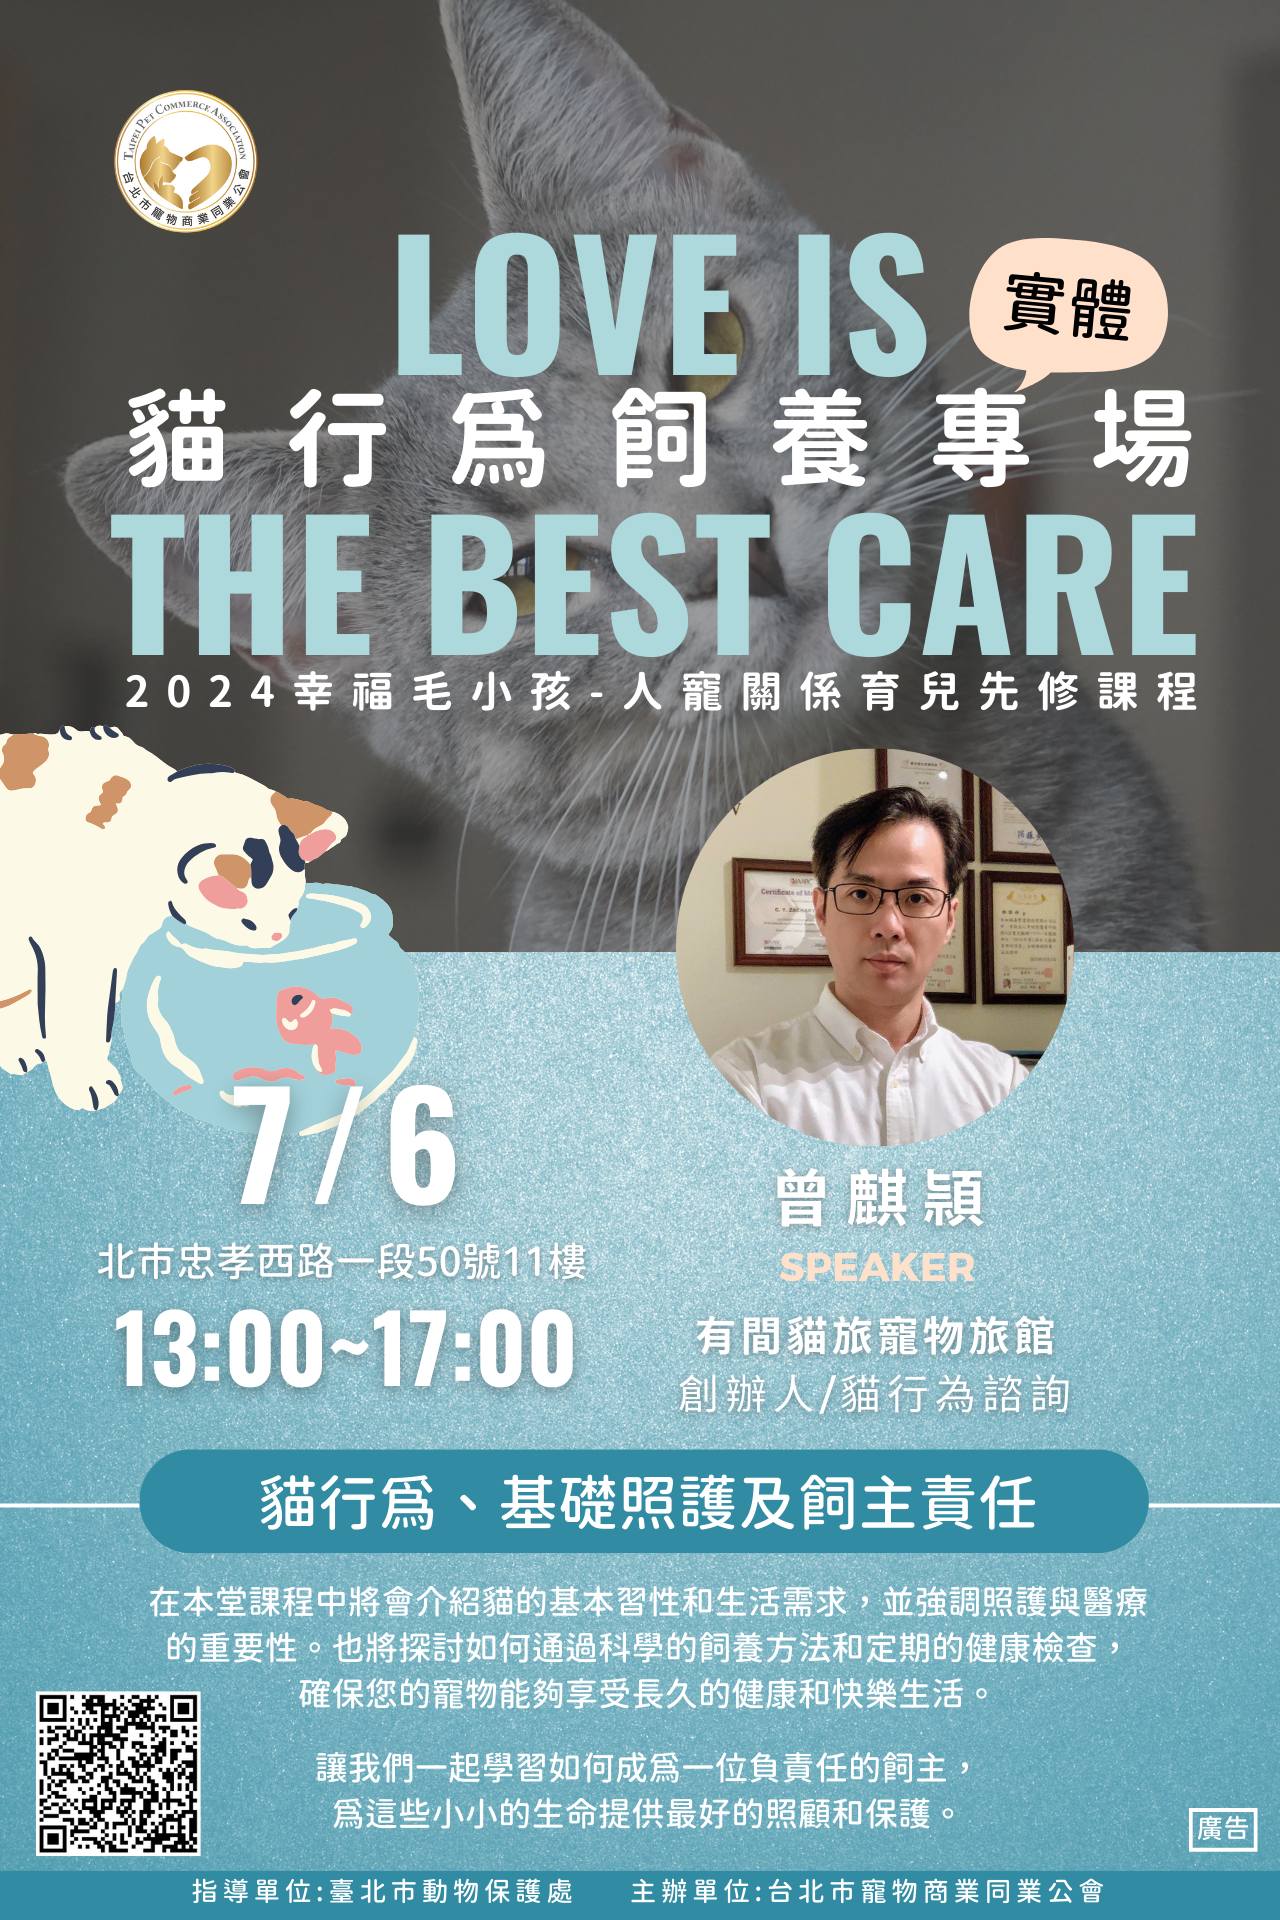 TAIPEI PET COMMERCE ASSOCIATION
台北市寵物商業同業公會
LOVE IS
實體
貓行為飼養專場
THE BEST CARE
2024幸福毛小孩-人寵關係育兒先修課程
7/6
北市忠孝西路一段50號11樓
13:00~17:00
曾麒穎
SPEAKER
有間貓旅寵物旅館
創辦人/貓行為諮詢
貓行為、基礎照護及飼主責任
在本堂課程中將會介紹貓的基本習性和生活需求，並強調照護與醫療
的重要性。也將探討如何通過科學的飼養方法和定期的健康檢查，
確保您的寵物能夠享受長久的健康和快樂生活。
讓我們一起學習如何成為一位負責任的飼主，
為這些小小的生命提供最好的照顧和保護。
廣告
指導單位:臺北市動物保護處 主辦單位:台北市寵物商業同業公會